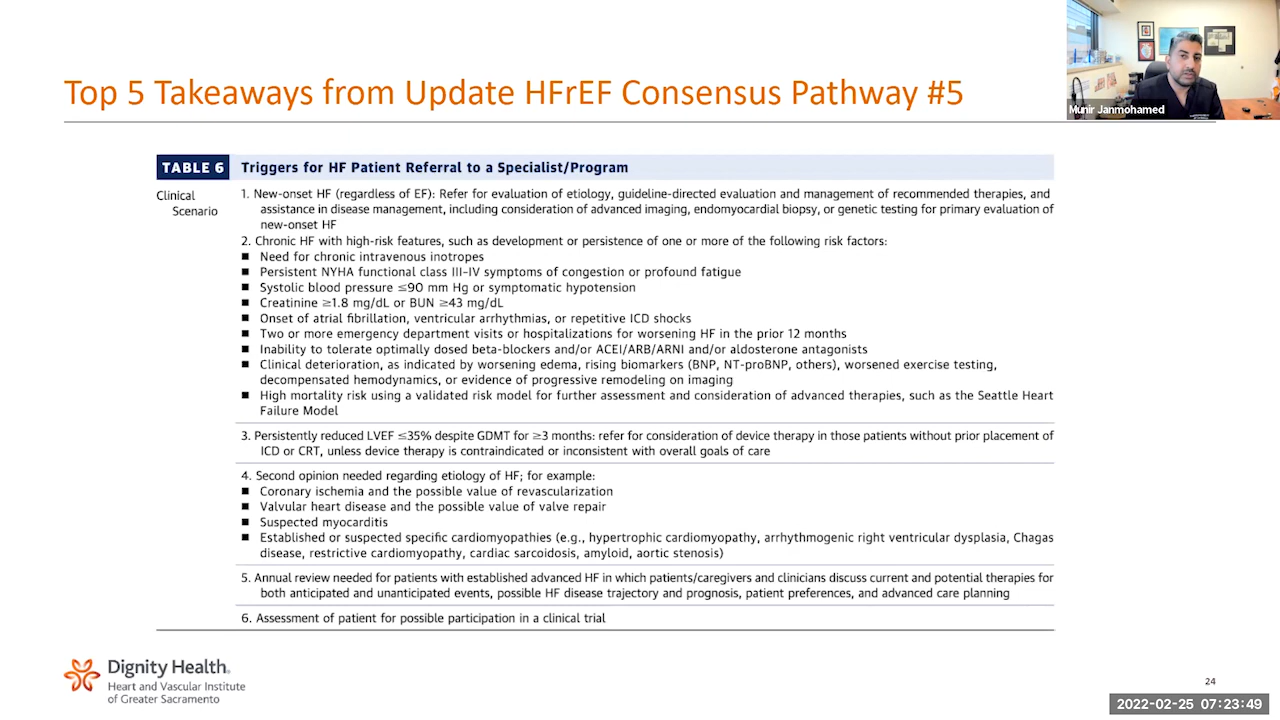 Top 5 Takeaways from Update HFrEF Consensus Pathway #5
Munir Janmohamed
TABLE 6 Triggers for HF Patient Referral to a Specialist/Program
Clinical
Scenario
1. New-onset HF (regardless of EF): Refer for evaluation of etiology, guideline-directed evaluation and management of recommended therapies, and
assistance in disease management, including consideration of advanced imaging, endomyocardial biopsy, or genetic testing for primary evaluation of
new-onset HF
2. Chronic HF with high-risk features, such as development or persistence of one or more of the following risk factors:
■ Need for chronic intravenous inotropes
■ Persistent NYHA functional class III–IV symptoms of congestion or profound fatigue
■ Systolic blood pressure ≤90 mm Hg or symptomatic hypotension
■ Creatinine ≥1.8 mg/dL or BUN ≥43 mg/dL
■ Onset of atrial fibrillation, ventricular arrhythmias, or repetitive ICD shocks
■ Two or more emergency department visits or hospitalizations for worsening HF in the prior 12 months
■ Inability to tolerate optimally dosed beta-blockers and/or ACEI/ARB/ARNI and/or aldosterone antagonists
■ Clinical deterioration, as indicated by worsening edema, rising biomarkers (BNP, NT-proBNP, others), worsened exercise testing,
decompensated hemodynamics, or evidence of progressive remodeling on imaging
■ High mortality risk using a validated risk model for further assessment and consideration of advanced therapies, such as the Seattle Heart
Failure Model
3. Persistently reduced LVEF ≤35% despite GDMT for ≥3 months: refer for consideration of device therapy in those patients without prior placement of
ICD or CRT, unless device therapy is contraindicated or inconsistent with overall goals of care
4. Second opinion needed regarding etiology of HF; for example:
■ Coronary ischemia and the possible value of revascularization
■ Valvular heart disease and the possible value of valve repair
■ Suspected myocarditis
■ Established or suspected specific cardiomyopathies (e.g., hypertrophic cardiomyopathy, arrhythmogenic right ventricular dysplasia, Chagas
disease, restrictive cardiomyopathy, cardiac sarcoidosis, amyloid, aortic stenosis)
5. Annual review needed for patients with established advanced HF in which patients/caregivers and clinicians discuss current and potential therapies for
both anticipated and unanticipated events, possible HF disease trajectory and prognosis, patient preferences, and advanced care planning
6. Assessment of patient for possible participation in a clinical trial
Dignity Health.
Heart and Vascular Institute
of Greater Sacramento
24
2022-02-25 07:23:49